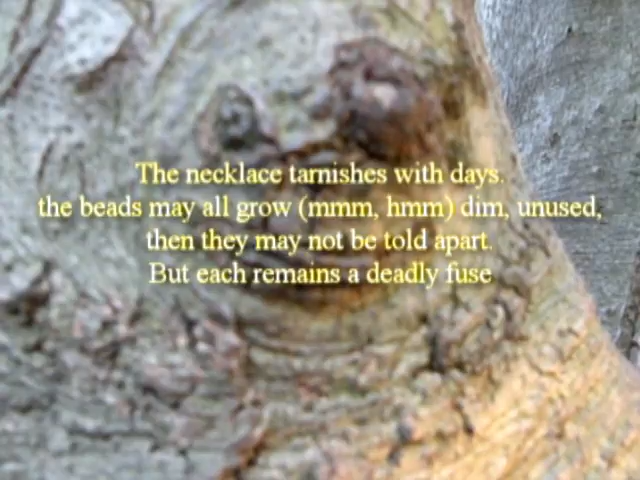 The necklace tarnishes with days.
the beads may all grow (mmm, hmm) dim, unused,
then they may not be told apart.
But each remains a deadly fuse